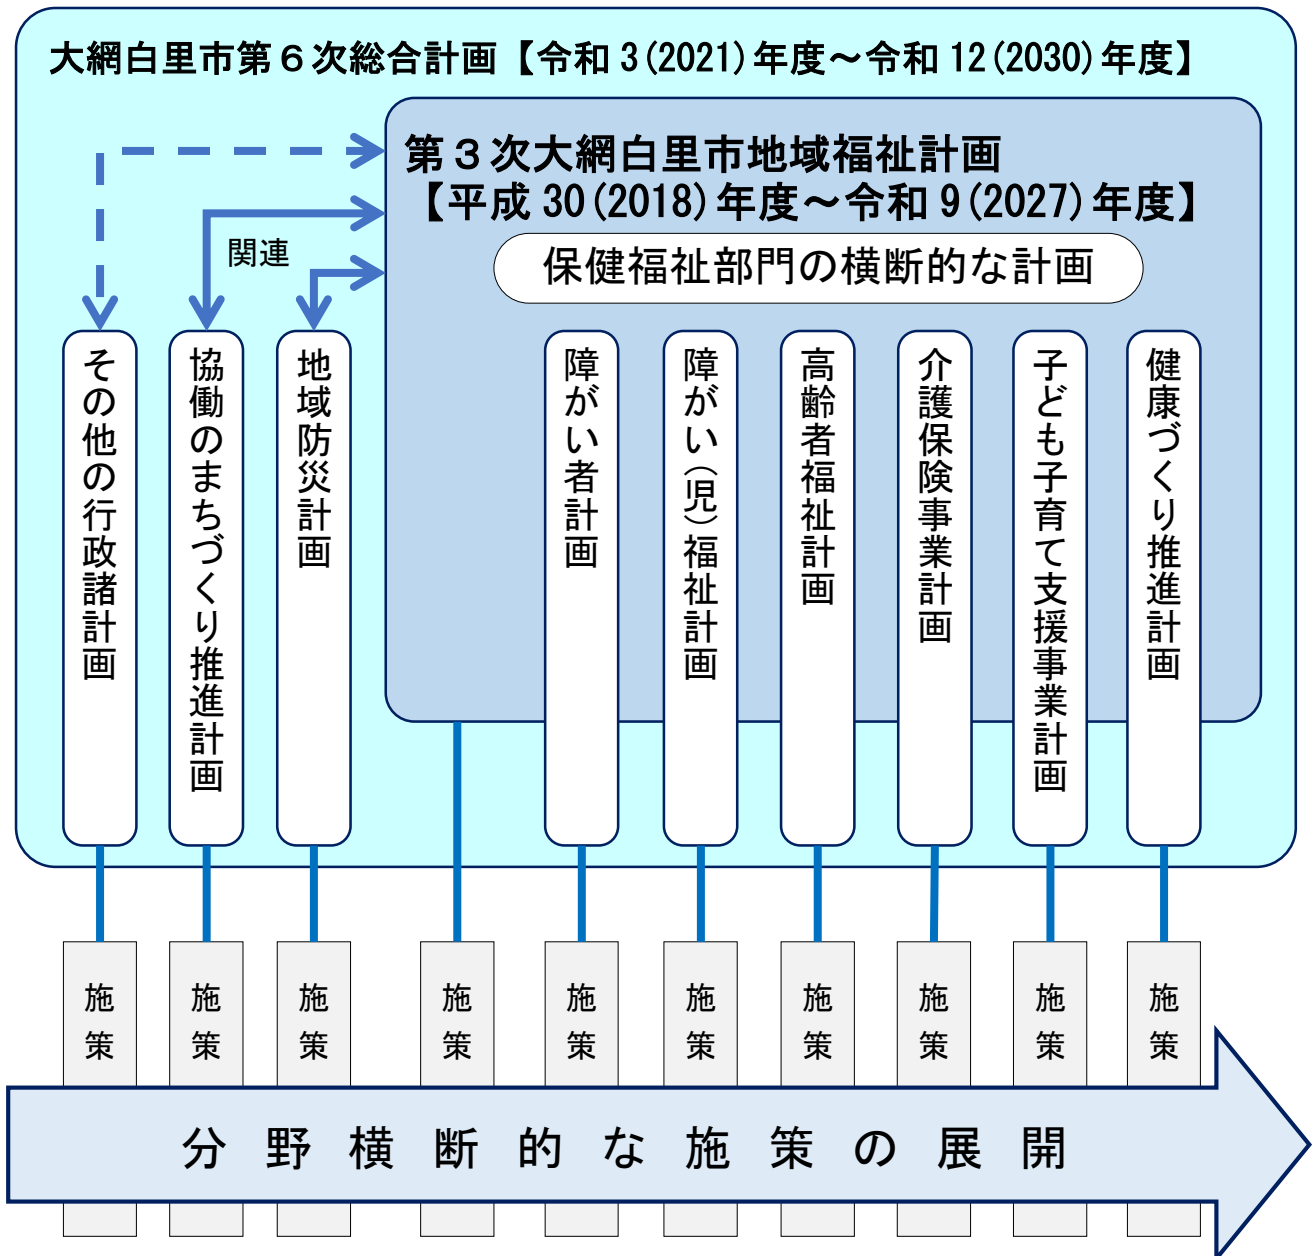 大網白里市第６次総合計画【令和3(2021)年度～令和12(2030)年度】
第３次大網白里市地域福祉計画
【平成30(2018)年度～令和9(2027)年度】
関連
保健福祉部門の横断的な計画
その他の行政諸計画
協働のまちづくり推進計画
地域防災計画
障がい者計画
障がい(児)福祉計画
高齢者福祉計画
介護保険事業計画
子ども子育て支援事業計画
健康づくり推進計画
施策
施策
施策
施策
施策
施策
施策
施策
施策
施策
分野横断的な施策の展開